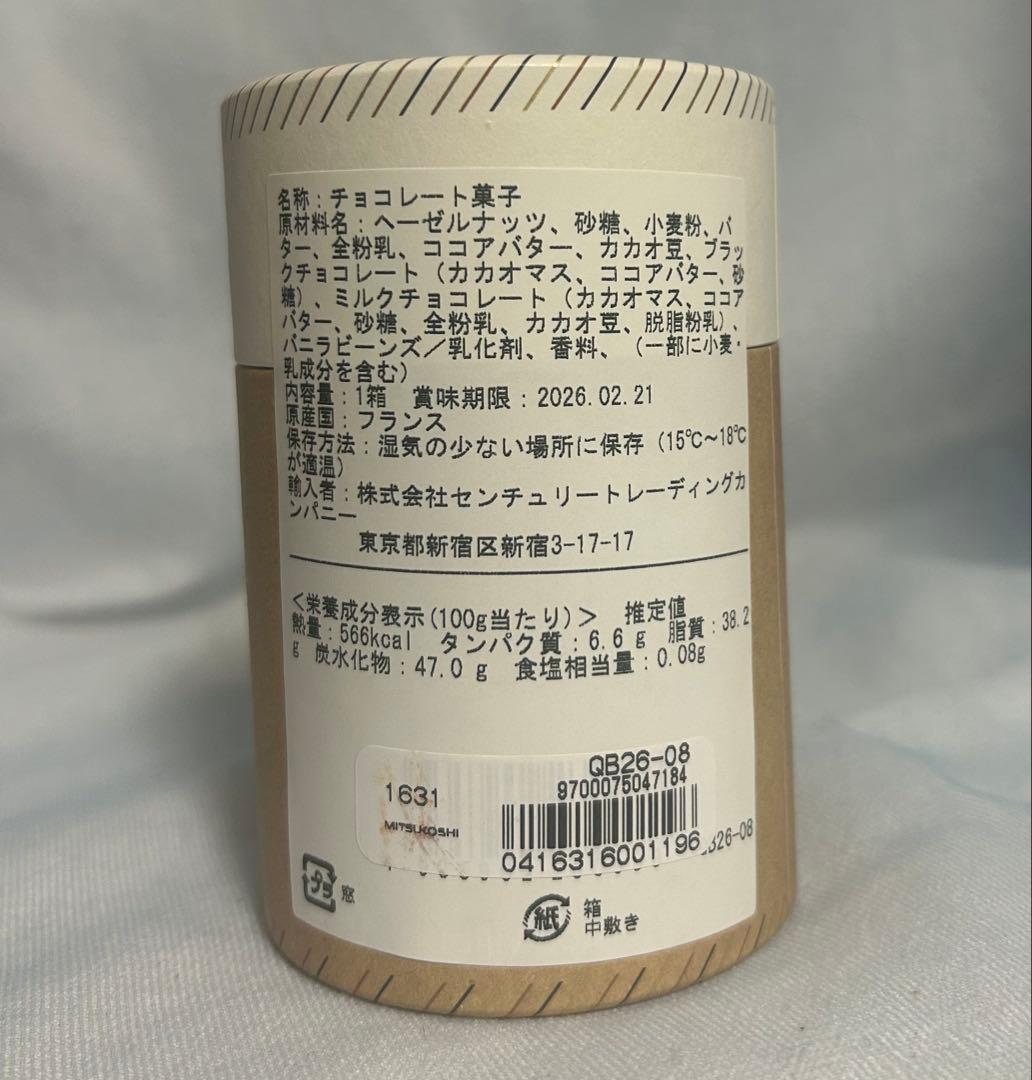 名称：チョコレート菓子
原材料名：ヘーゼルナッツ、砂糖、小麦粉、バ
ター、全粉乳、ココアバター、カカオ豆、ブラッ
クチョコレート（カカオマス、ココアバター、砂
糖）、ミルクチョコレート（カカオマス、ココア
バター、砂糖、全粉乳、カカオ豆、脱脂粉乳）、
バニラビーンズ／乳化剤、香料、（一部に小麦・
乳成分を含む）
内容量：1箱　賞味期限：2026.02.21
原産国：フランス
保存方法：湿気の少ない場所に保存（15℃～18℃
が適温）
輸入者：株式会社センチュリートレーディングカ
ンパニー
東京都新宿区新宿3-17-17
＜栄養成分表示(100g当たり)＞　推定値
熱量：566kcal　タンパク質：6.6 g　脂質：38.2
g　炭水化物：47.0 g　食塩相当量：0.08g
QB26-08
9700075047184
1631
MITSUKOSHI
0416316001196
B26-08
プラ
窓
紙
箱
中敷き